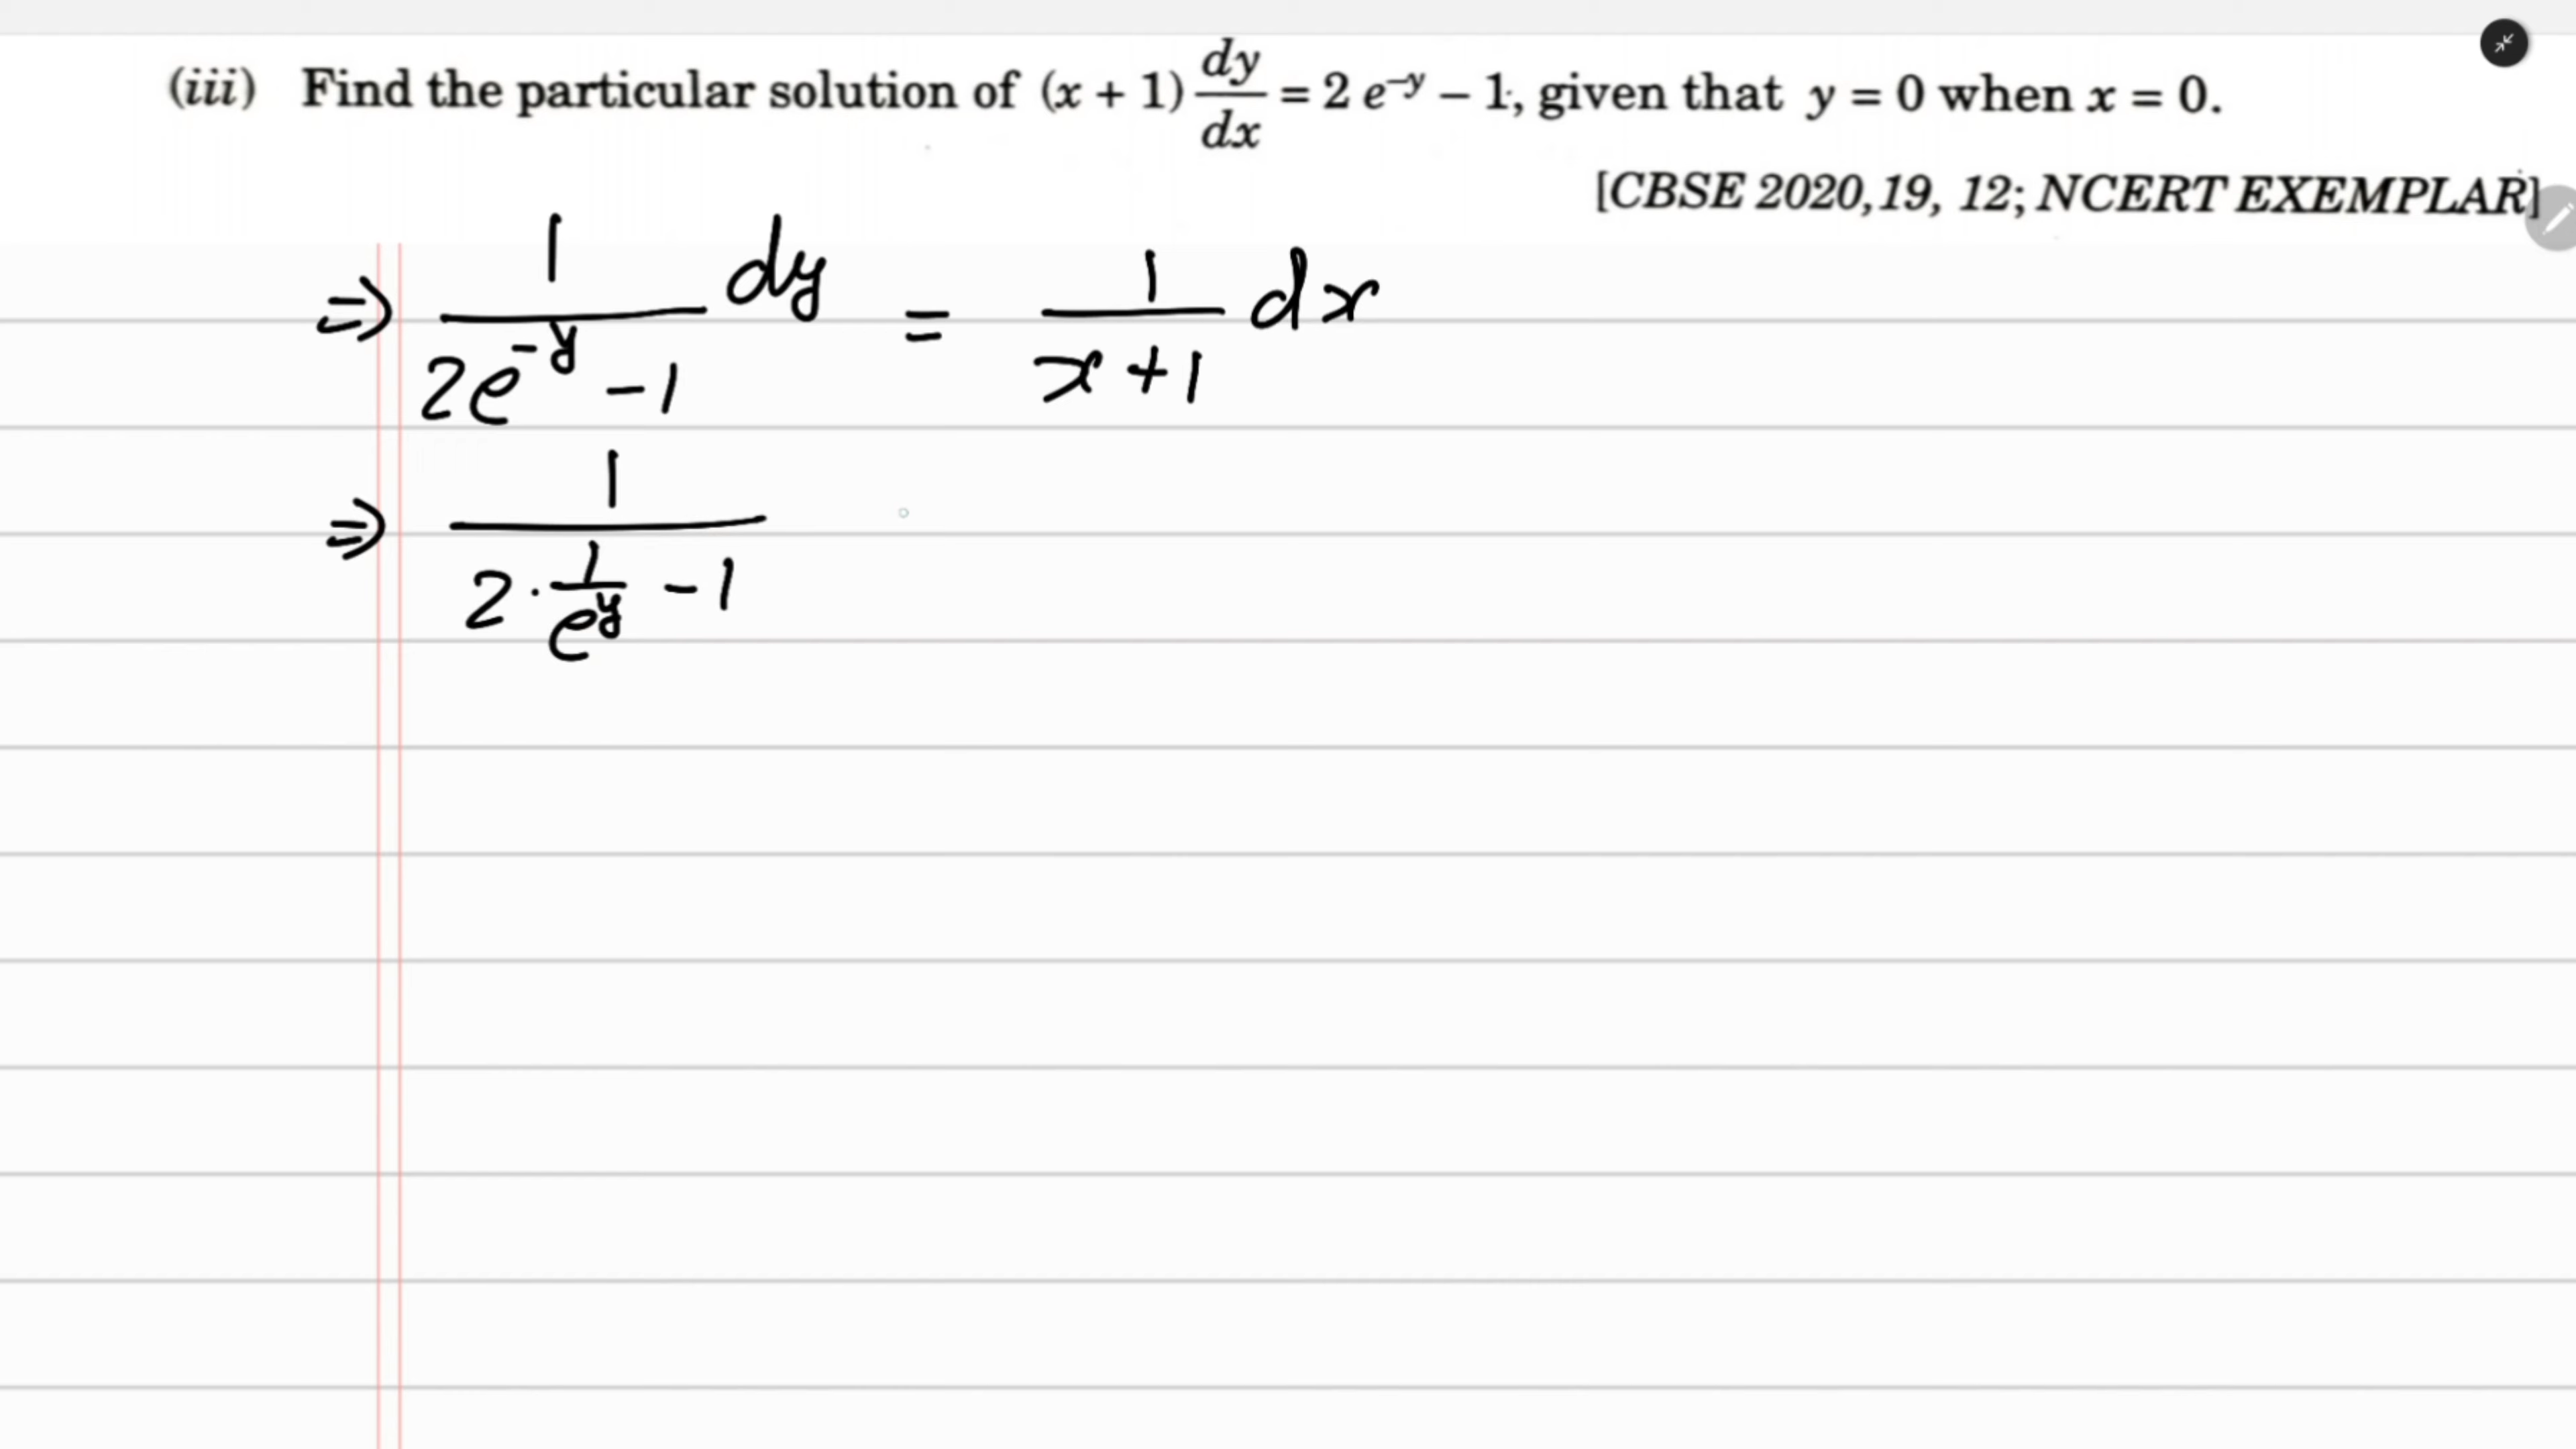 (iii) Find the particular solution of (x + 1) dy/dx = 2 e^{-y} – 1, given that y = 0 when x = 0.
[CBSE 2020,19, 12; NCERT EXEMPLAR]
⇒ 1/(2e^{-y} - 1) dy = 1/(x+1) dx
⇒ 1/(2 · 1/e^y - 1)